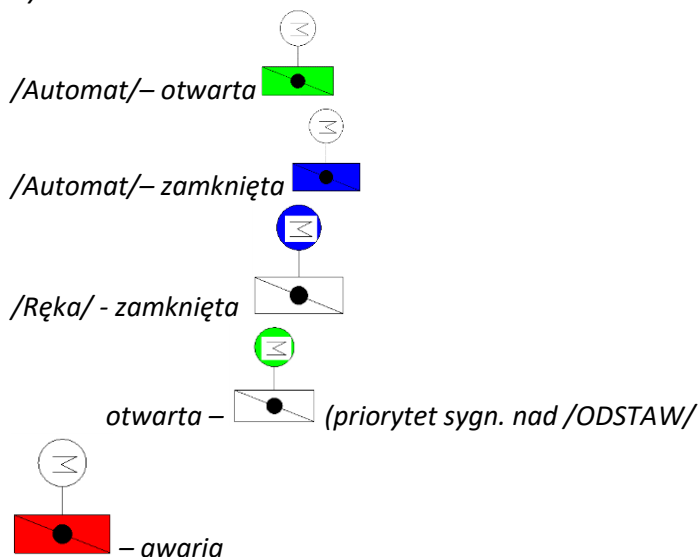 /Automat/– otwarta
/Automat/– zamknięta
/Ręka/ - zamknięta
otwarta – (priorytet sygn. nad /ODSTAW/
– awaria